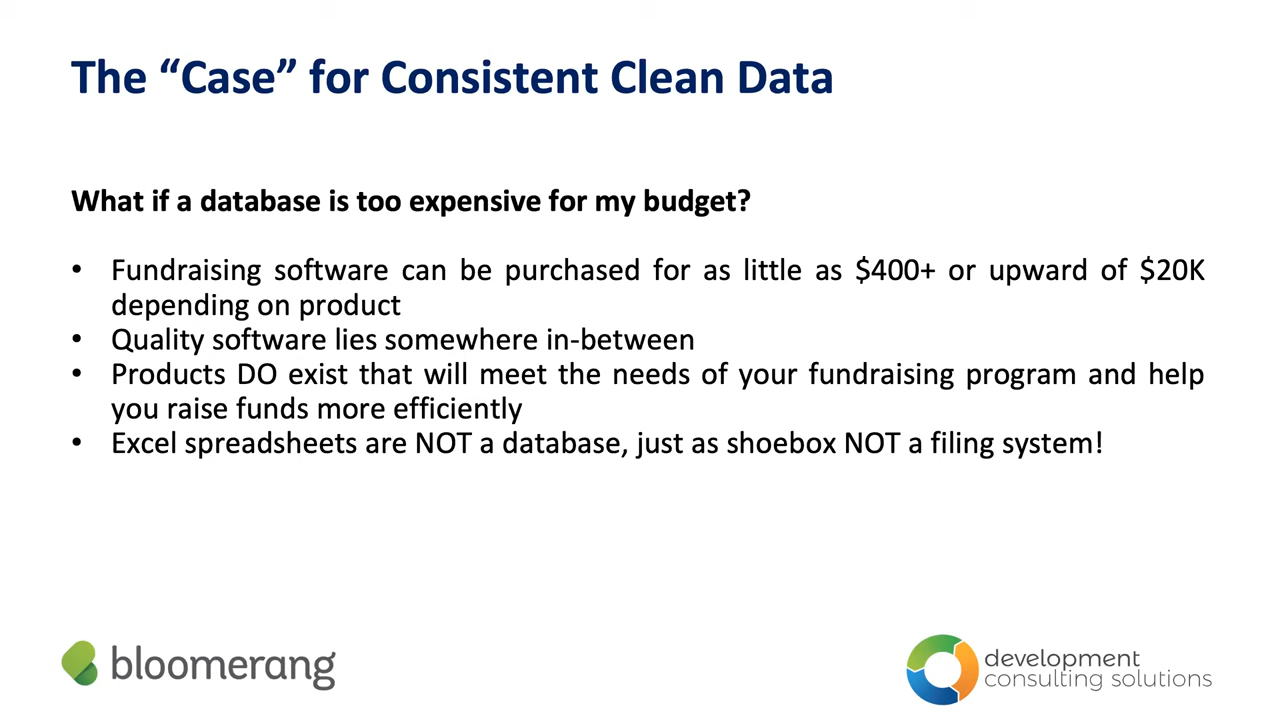 The “Case” for Consistent Clean Data
What if a database is too expensive for my budget?
• Fundraising software can be purchased for as little as $400+ or upward of $20K
depending on product
• Quality software lies somewhere in-between
• Products DO exist that will meet the needs of your fundraising program and help
you raise funds more efficiently
• Excel spreadsheets are NOT a database, just as shoebox NOT a filing system!
bloomerang
development
consulting solutions